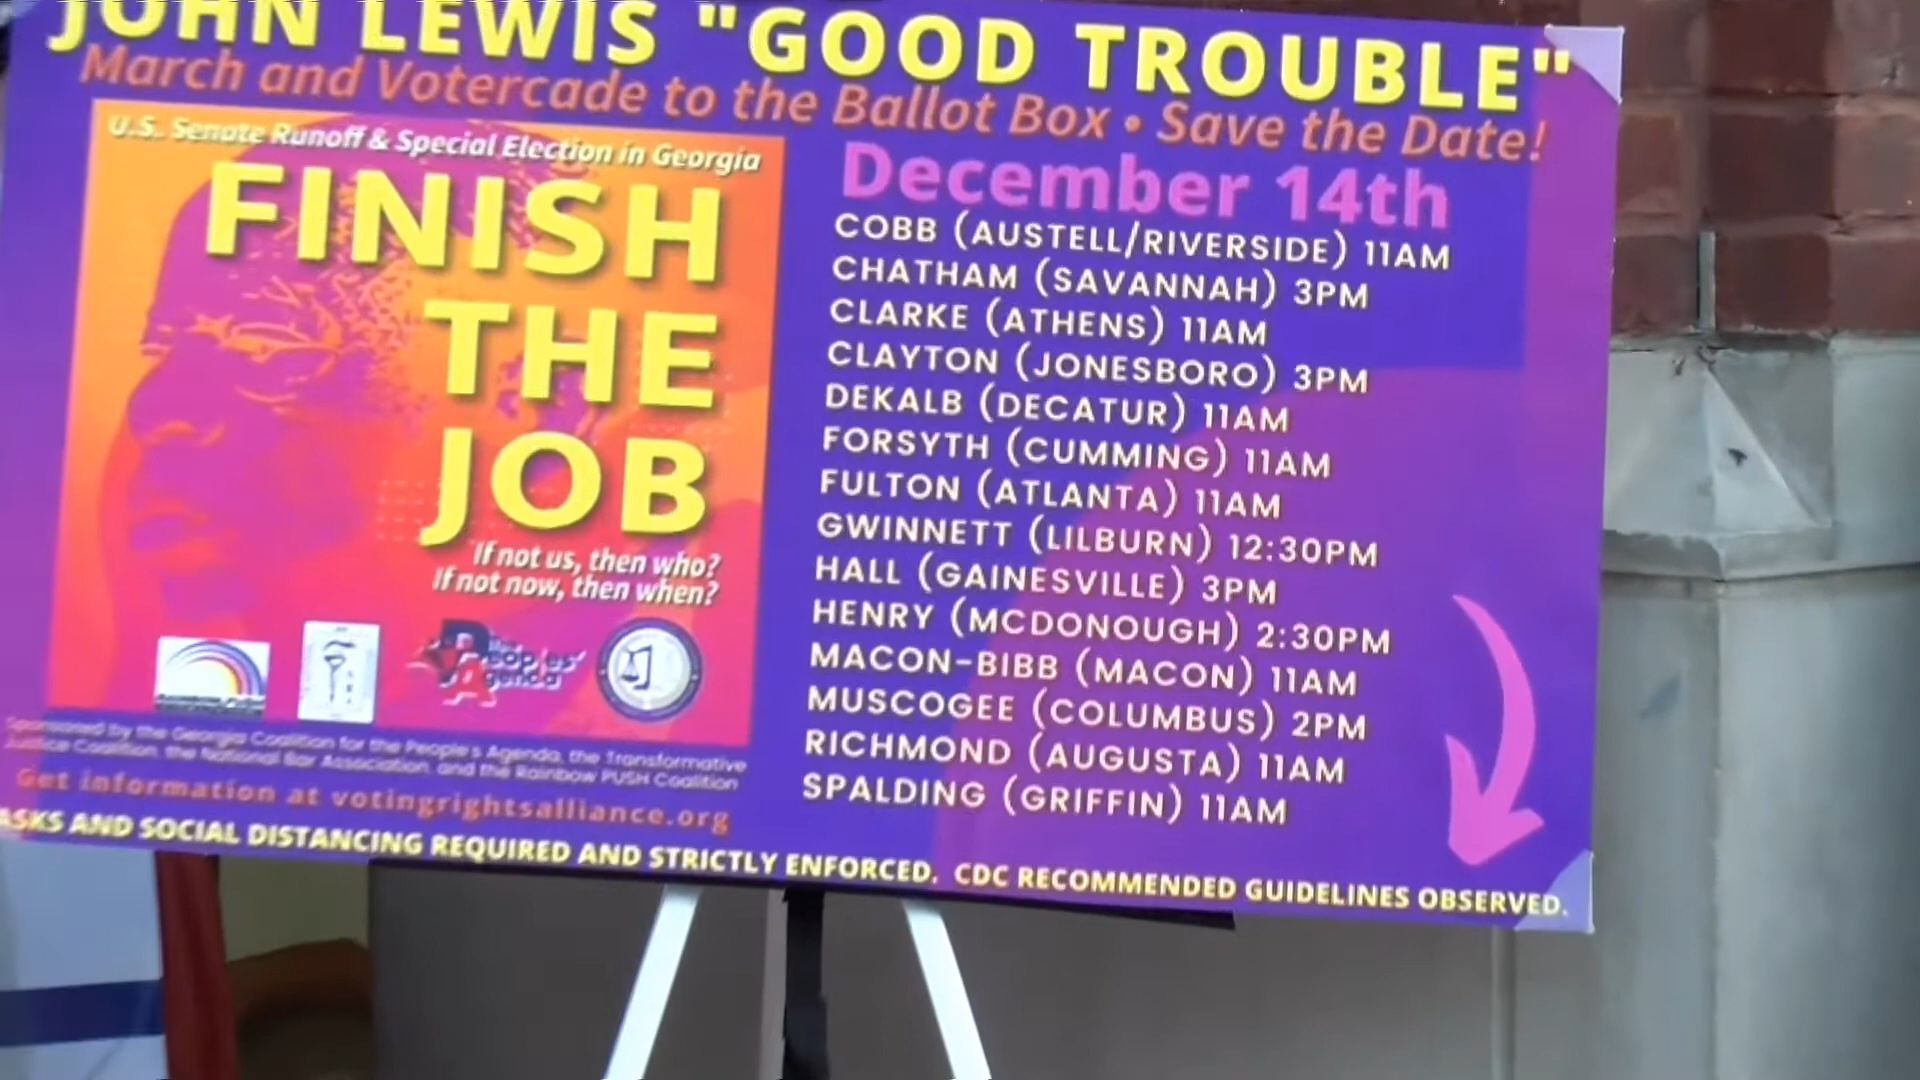 JOHN LEWIS "GOOD TROUBLE"
March and Votercade to the Ballot Box • Save the Date!
U.S. Senate Runoff & Special Election in Georgia
FINISH
THE
JOB
If not us, then who?
If not now, then when?
The
Peoples'
Agenda
Sponsored by the Georgia Coalition for the People's Agenda, the Transformative
Justice Coalition, the National Bar Association, and the Rainbow PUSH Coalition
Get information at votingrightsalliance.org
December 14th
COBB (AUSTELL/RIVERSIDE) 11AM
CHATHAM (SAVANNAH) 3PM
CLARKE (ATHENS) 11AM
CLAYTON (JONESBORO) 3PM
DEKALB (DECATUR) 11AM
FORSYTH (CUMMING) 11AM
FULTON (ATLANTA) 11AM
GWINNETT (LILBURN) 12:30PM
HALL (GAINESVILLE) 3PM
HENRY (MCDONOUGH) 2:30PM
MACON-BIBB (MACON) 11AM
MUSCOGEE (COLUMBUS) 2PM
RICHMOND (AUGUSTA) 11AM
SPALDING (GRIFFIN) 11AM
ASKS AND SOCIAL DISTANCING REQUIRED AND STRICTLY ENFORCED. CDC RECOMMENDED GUIDELINES OBSERVED.